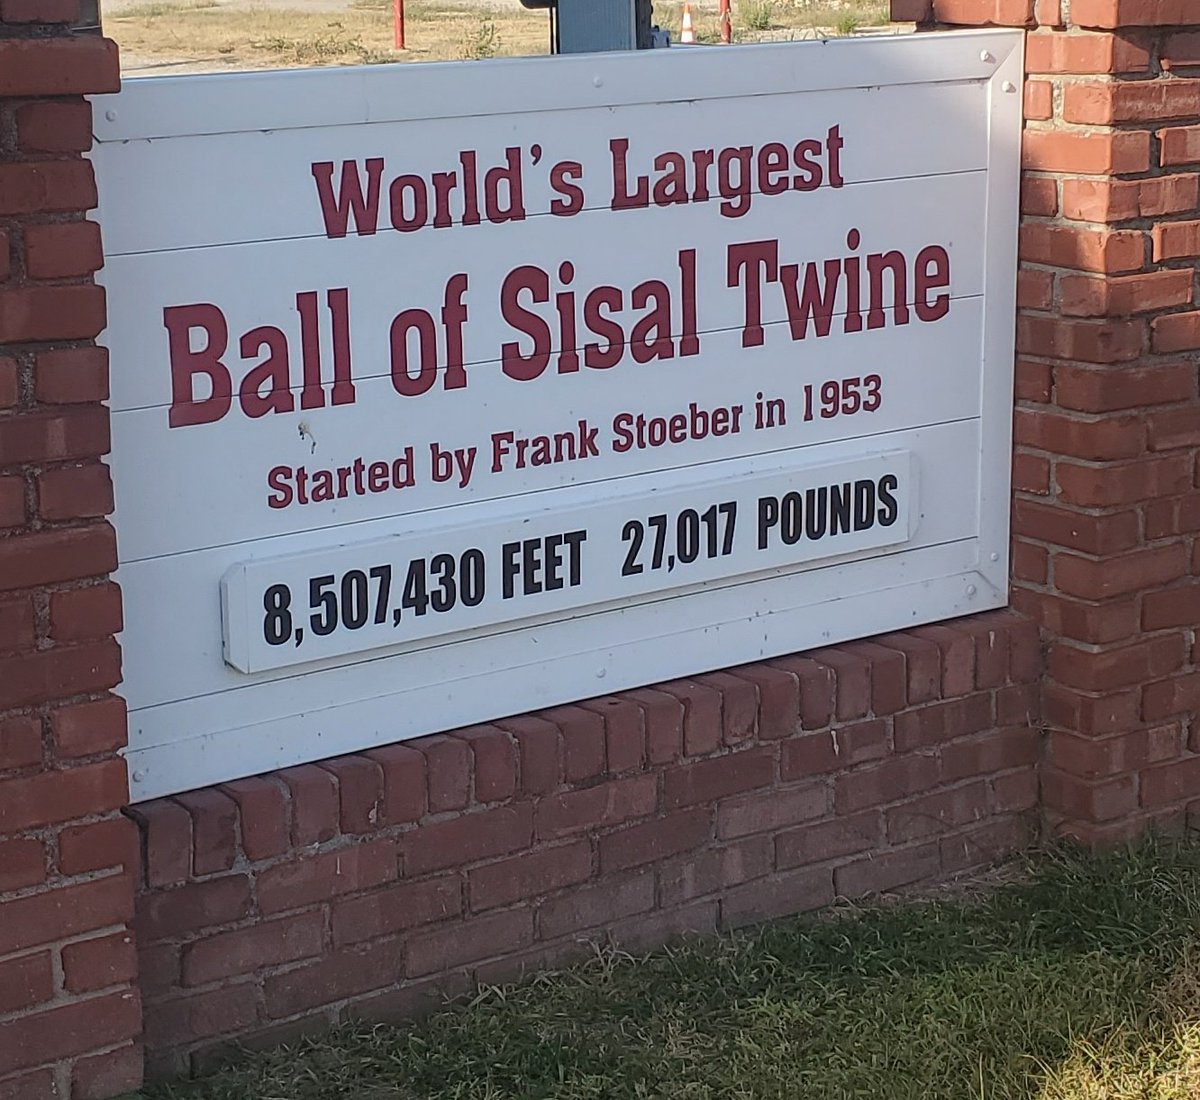 World's Largest
Ball of Sisal Twine
Started by Frank Stoeber in 1953
8,507,430 FEET 27,017 POUNDS